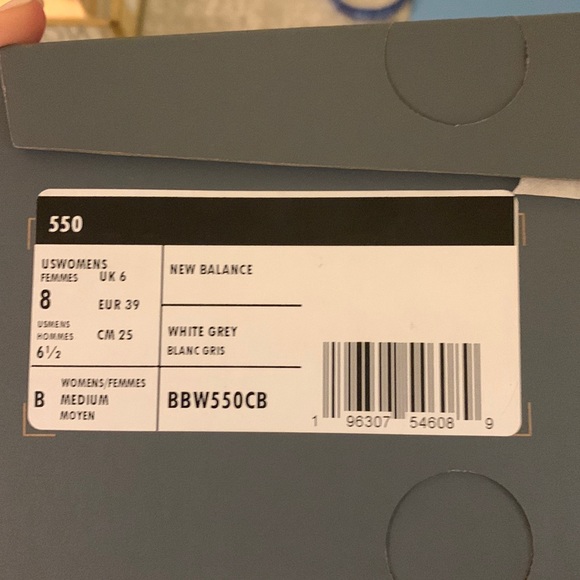 550
USWOMENS
FEMMES UK 6
8 EUR 39
USMENS
HOMMES CM 25
6½
B WOMENS/FEMMES
MEDIUM
MOYEN
NEW BALANCE
WHITE GREY
BLANC GRIS
BBW550CB
1 96307 54608 9